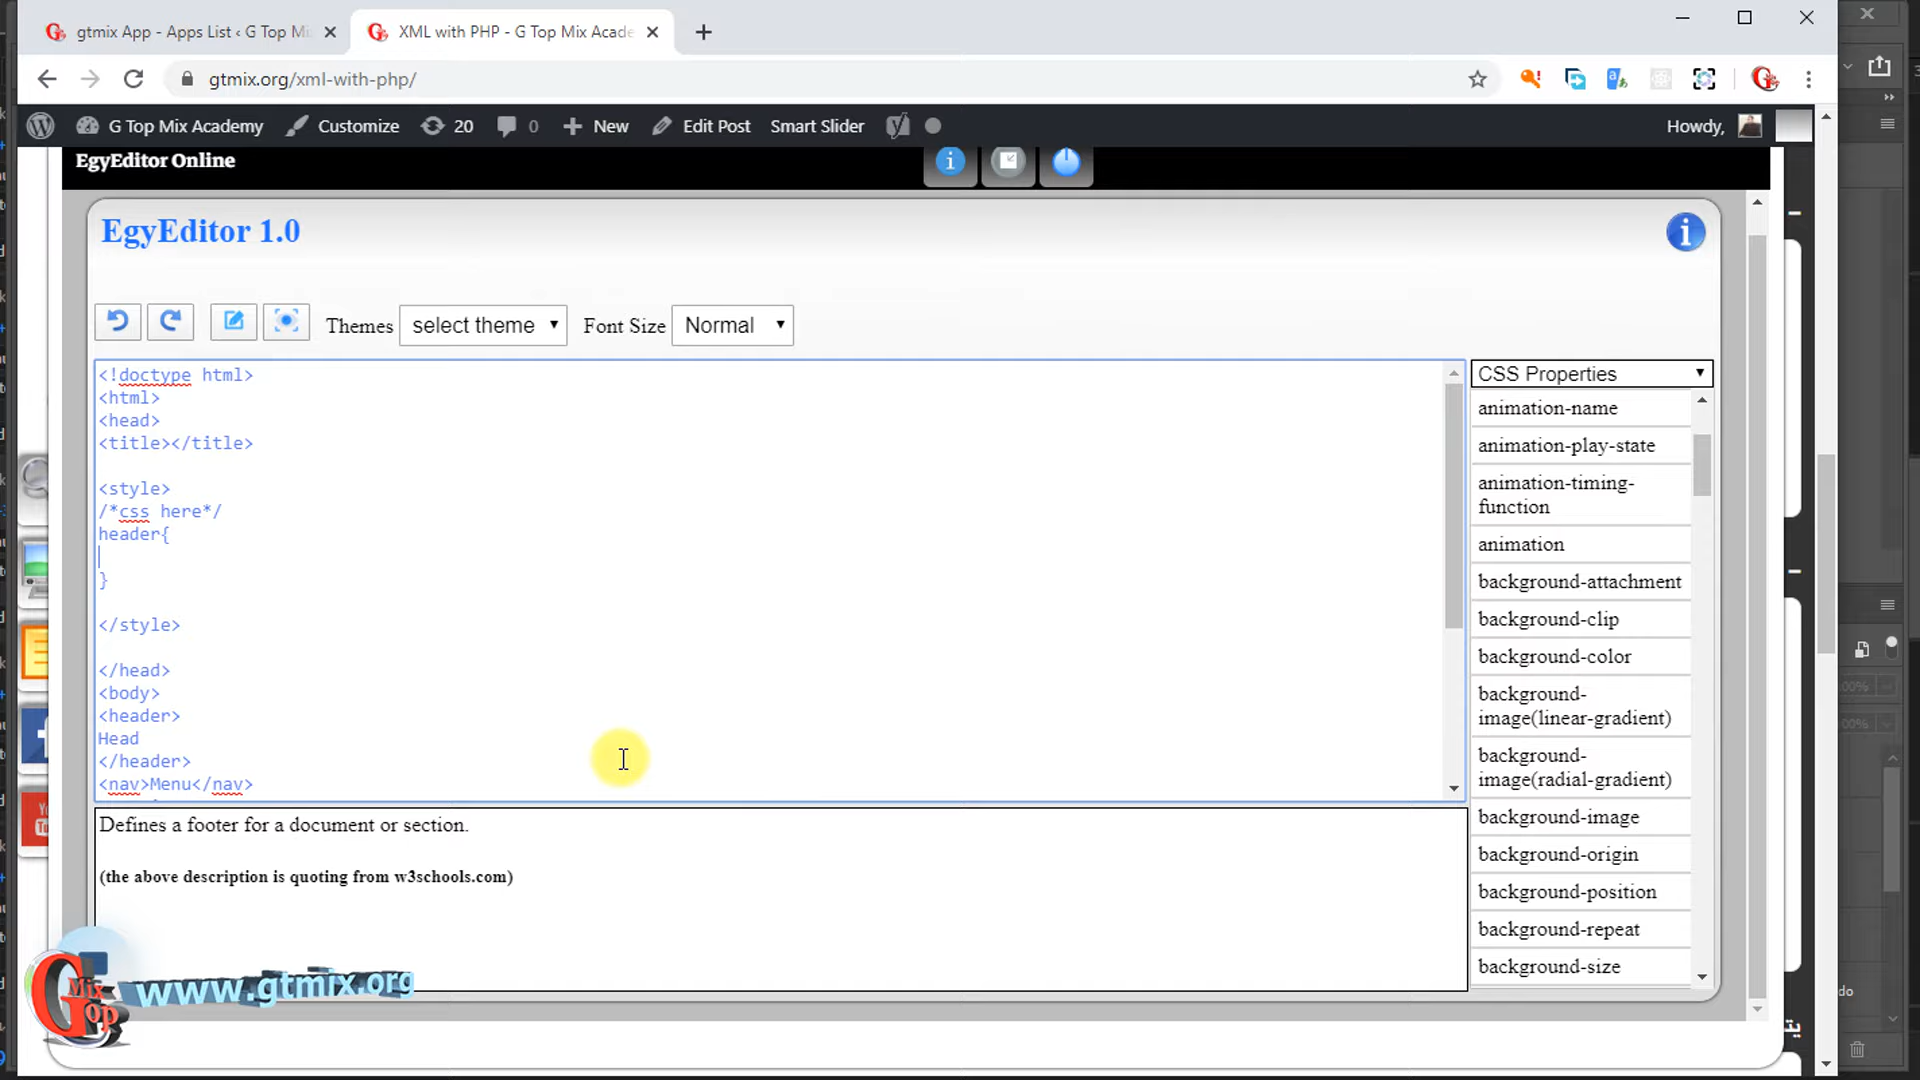 gtmix App - Apps List ‹ G Top Mi
XML with PHP - G Top Mix Acade
gtmix.org/xml-with-php/
G Top Mix Academy
Customize
20
0
New
Edit Post
Smart Slider
Howdy,
EgyEditor Online
EgyEditor 1.0
Themes
select theme
Font Size
Normal
<!doctype html>
<html>
<head>
<title></title>
<style>
/*css here*/
header{
}
</style>
</head>
<body>
<header>
Head
</header>
<nav>Menu</nav>
CSS Properties
animation-name
animation-play-state
animation-timing-
function
animation
background-attachment
background-clip
background-color
background-
image(linear-gradient)
background-
image(radial-gradient)
background-image
background-origin
background-position
background-repeat
background-size
Defines a footer for a document or section.
(the above description is quoting from w3schools.com)
G Mix Top
www.gtmix.org